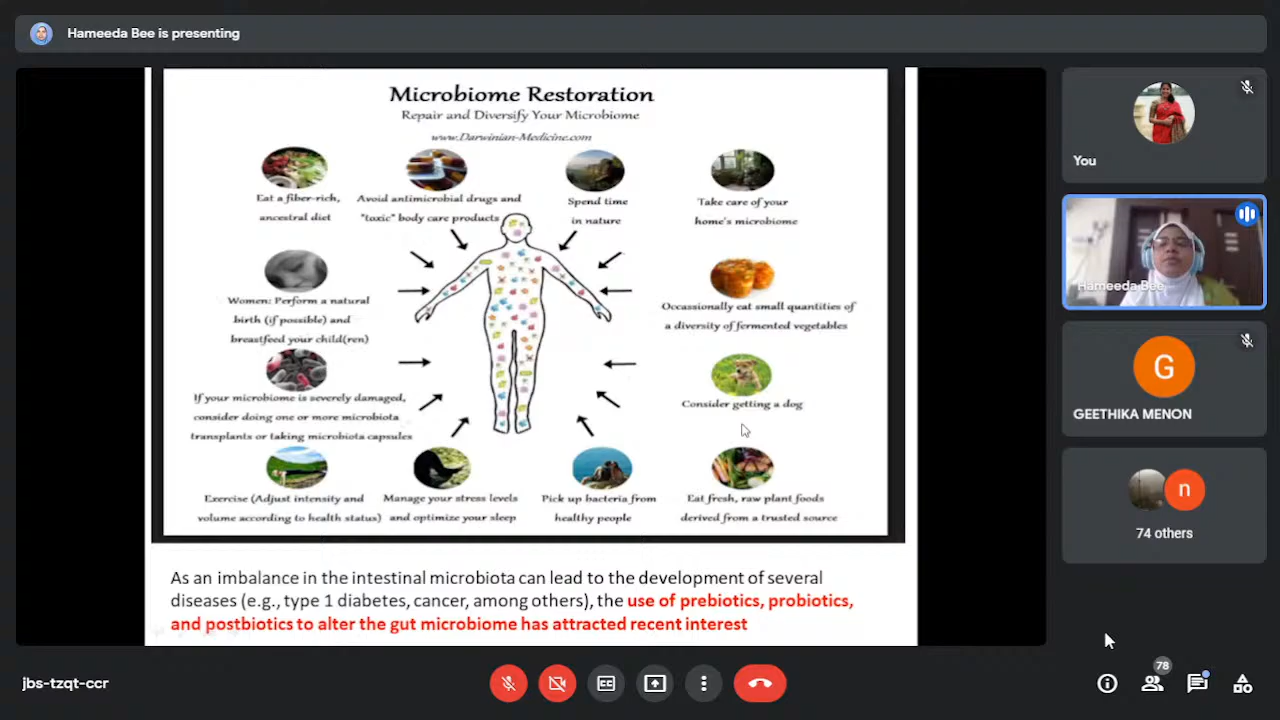 Hameeda Bee is presenting
Microbiome Restoration
Repair and Diversify Your Microbiome
www.Darwinian-Medicine.com
Eat a fiber-rich,
ancestral diet
Avoid antimicrobial drugs and
"toxic" body care products
Spend time
in nature
Take care of your
home's microbiome
Women: Perform a natural
birth (if possible) and
breastfeed your child(ren)
Occassionally eat small quantities of
a diversity of fermented vegetables
If your microbiome is severely damaged,
consider doing one or more microbiota
transplants or taking microbiota capsules
Consider getting a dog
Exercise (Adjust intensity and
volume according to health status)
Manage your stress levels
and optimize your sleep
Pick up bacteria from
healthy people
Eat fresh, raw plant foods
derived from a trusted source
As an imbalance in the intestinal microbiota can lead to the development of several
diseases (e.g., type 1 diabetes, cancer, among others), the use of prebiotics, probiotics,
and postbiotics to alter the gut microbiome has attracted recent interest
You
Hameeda Bee
G
GEETHIKA MENON
n
74 others
jbs-tzqt-ccr
78